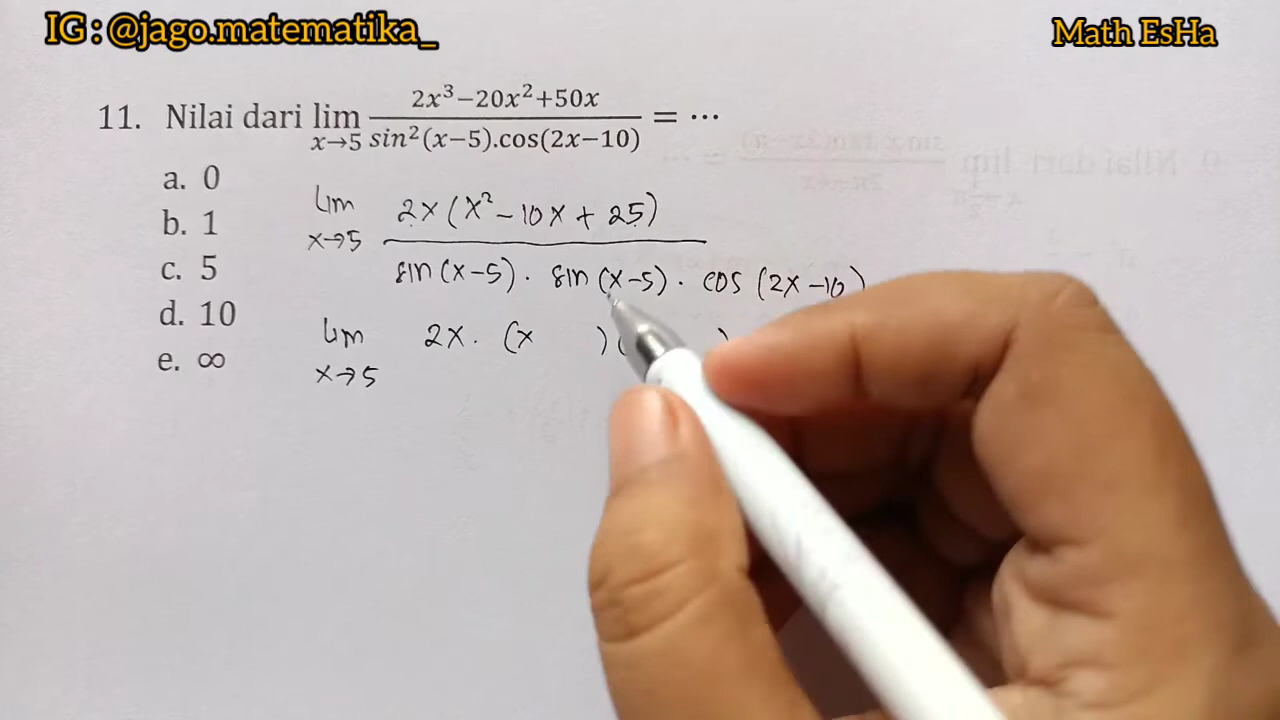 IG : @jago.matematika_
Math EsHa
11. Nilai dari lim x→5 2x³−20x²+50x / sin²(x−5).cos(2x−10) = ⋯
a. 0
b. 1
c. 5
d. 10
e. ∞
lim x→5 2x (x² − 10x + 25) / sin (x−5) · sin (x−5) · cos (2x −10)
lim x→5 2x · (x )( )